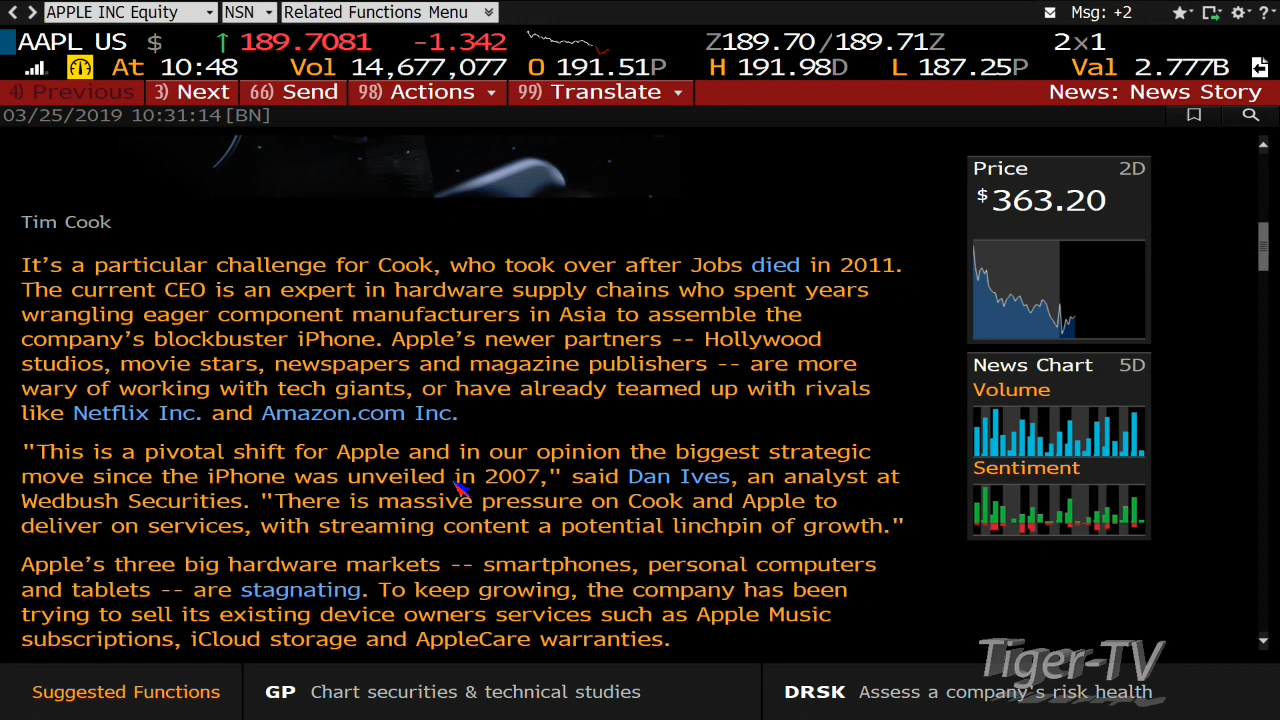 APPLE INC Equity NSN Related Functions Menu Msg: +2
AAPL US $ ↑ 189.7081 -1.342 Z189.70/189.71Z 2×1
At 10:48 Vol 14,677,077 O 191.51P H 191.98D L 187.25P Val 2.777B
4) Previous 3) Next 66) Send 98) Actions 99) Translate News: News Story
03/25/2019 10:31:14 [BN]
Tim Cook
It's a particular challenge for Cook, who took over after Jobs died in 2011.
The current CEO is an expert in hardware supply chains who spent years
wrangling eager component manufacturers in Asia to assemble the
company's blockbuster iPhone. Apple's newer partners -- Hollywood
studios, movie stars, newspapers and magazine publishers -- are more
wary of working with tech giants, or have already teamed up with rivals
like Netflix Inc. and Amazon.com Inc.
"This is a pivotal shift for Apple and in our opinion the biggest strategic
move since the iPhone was unveiled in 2007," said Dan Ives, an analyst at
Wedbush Securities. "There is massive pressure on Cook and Apple to
deliver on services, with streaming content a potential linchpin of growth."
Apple's three big hardware markets -- smartphones, personal computers
and tablets -- are stagnating. To keep growing, the company has been
trying to sell its existing device owners services such as Apple Music
subscriptions, iCloud storage and AppleCare warranties.
Price 2D
$363.20
News Chart 5D
Volume
Sentiment
Tiger-TV
Suggested Functions GP Chart securities & technical studies DRSK Assess a company's risk health